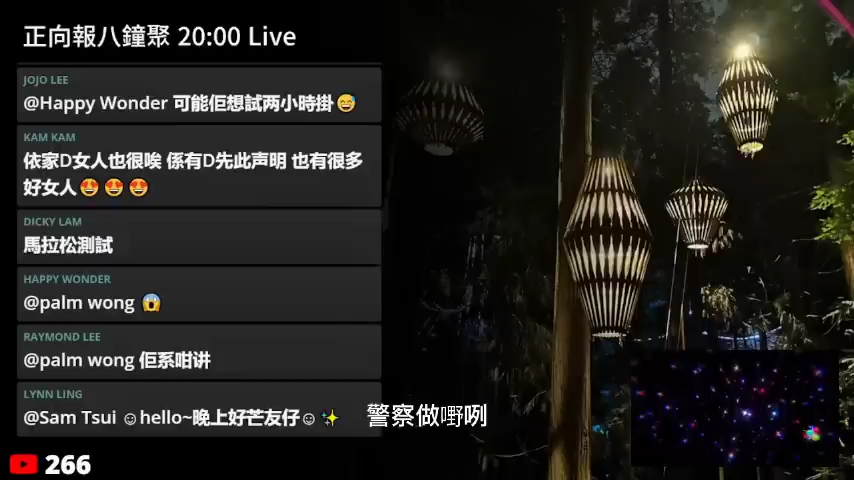 正向報八鐘聚 20:00 Live
JOJO LEE
@Happy Wonder 可能佢想試两小時掛😅
KAM KAM
依家D女人也很唉 係有D先此声明 也有很多
好女人😍😍😍
DICKY LAM
馬拉松測試
HAPPY WONDER
@palm wong 😱
RAYMOND LEE
@palm wong 佢系咁讲
LYNN LING
@Sam Tsui ☺hello~晚上好芒友仔☺✨
警察做嘢咧
266